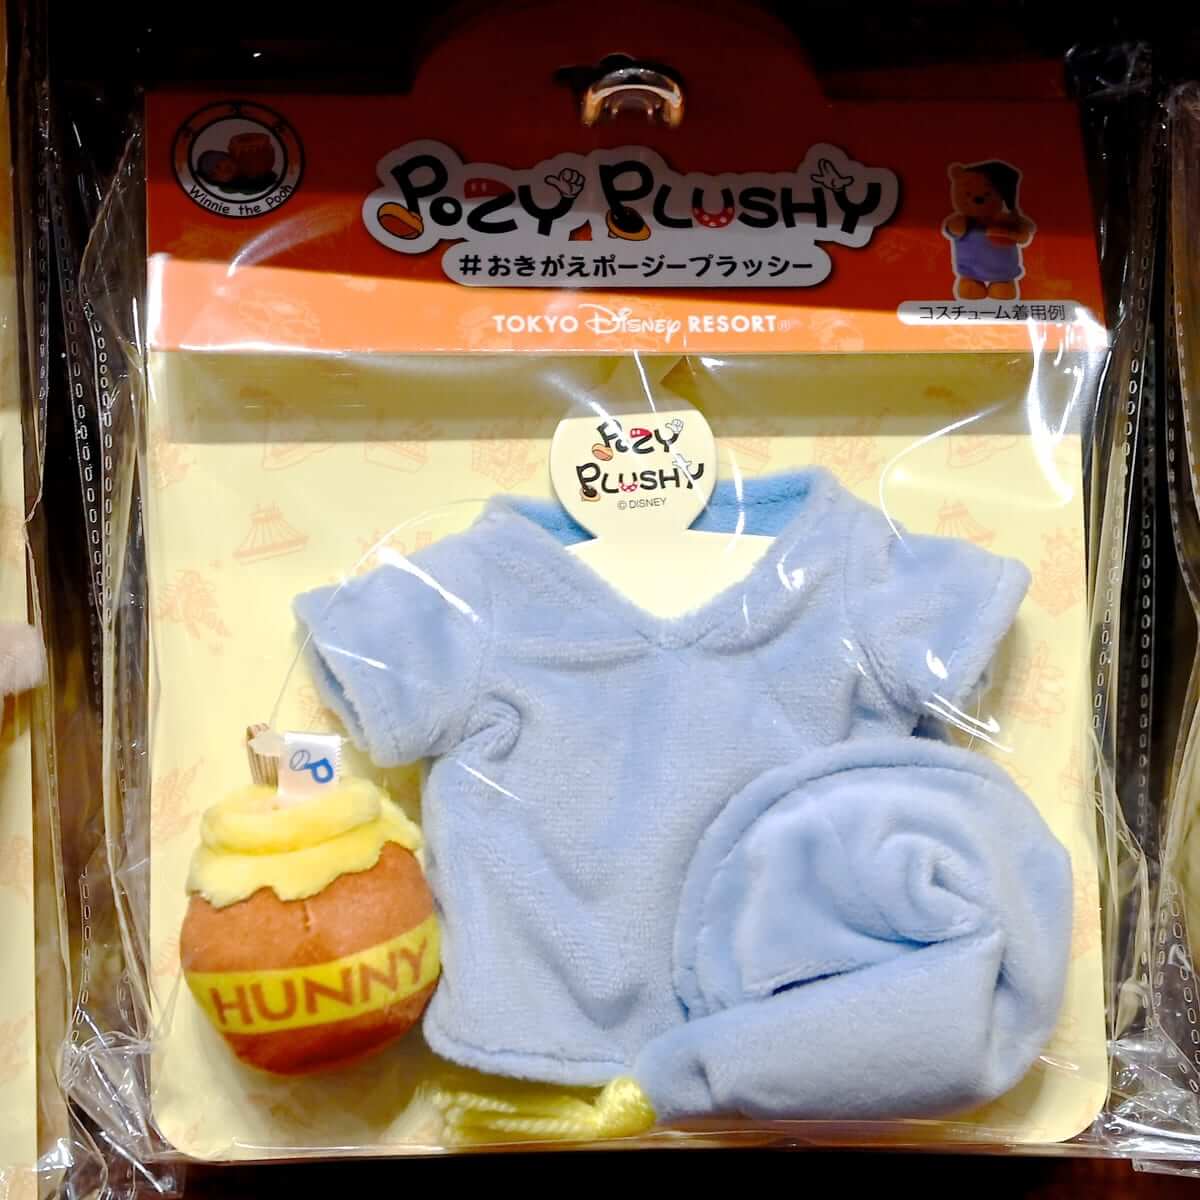 Winnie the Pooh
POZY PLUSHY
#おきがえポージープラッシー
コスチューム着用例
TOKYO DISNEY RESORT®
POZY
PLUSHY
© DISNEY
P
HUNNY